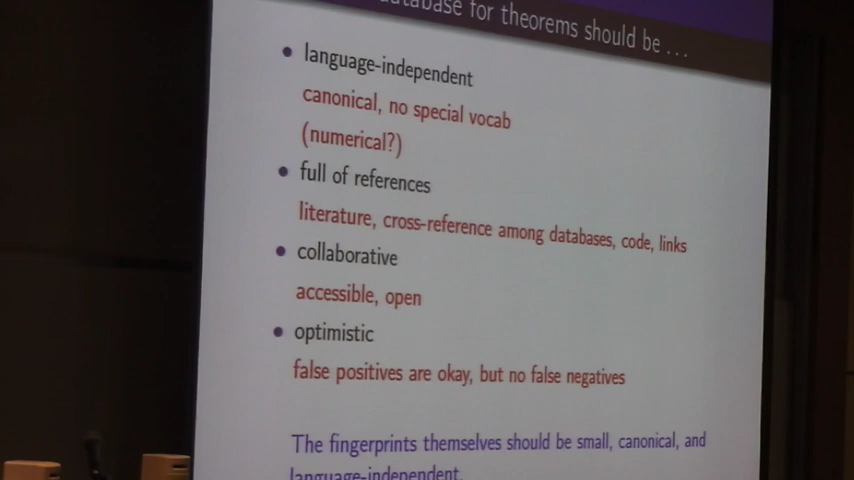 database for theorems should be ...
• language-independent
canonical, no special vocab
(numerical?)
• full of references
literature, cross-reference among databases, code, links
• collaborative
accessible, open
• optimistic
false positives are okay, but no false negatives
The fingerprints themselves should be small, canonical, and
language-independent.